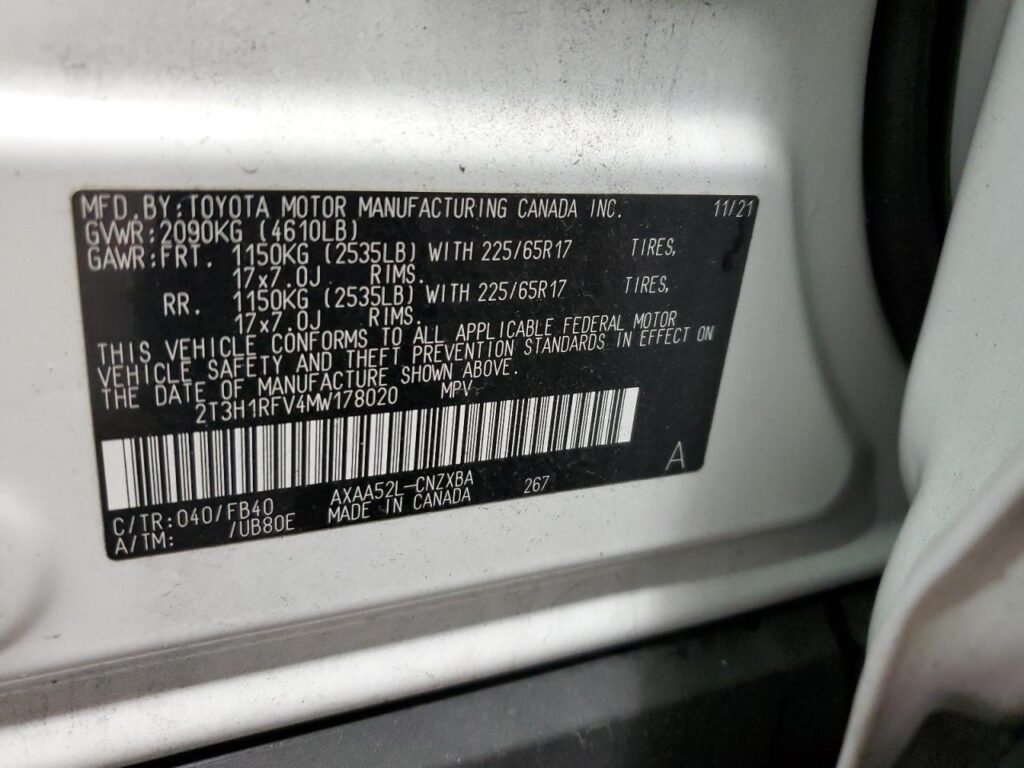 MFD. BY: TOYOTA MOTOR MANUFACTURING CANADA INC. 11/21
GVWR: 2090KG (4610LB)
GAWR: FRT. 1150KG (2535LB) WITH 225/65R17 TIRES,
17x7.0J RIMS.
RR. 1150KG (2535LB) WITH 225/65R17 TIRES,
17x7.0J RIMS.
THIS VEHICLE CONFORMS TO ALL APPLICABLE FEDERAL MOTOR
VEHICLE SAFETY AND THEFT PREVENTION STANDARDS IN EFFECT ON
THE DATE OF MANUFACTURE SHOWN ABOVE.
2T3H1RFV4MW178020 MPV
A
C/TR: 040/FB40 AXAA52L-CNZXBA 267
A/TM: /UB80E MADE IN CANADA